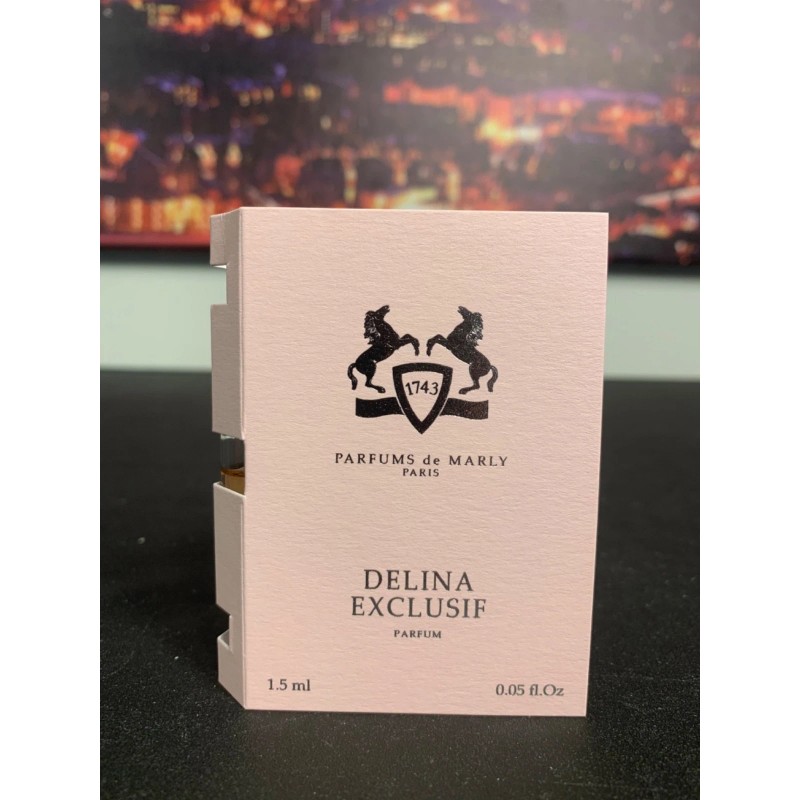 1743
PARFUMS de MARLY
PARIS
DELINA
EXCLUSIF
PARFUM
1.5 ml
0.05 fl.Oz